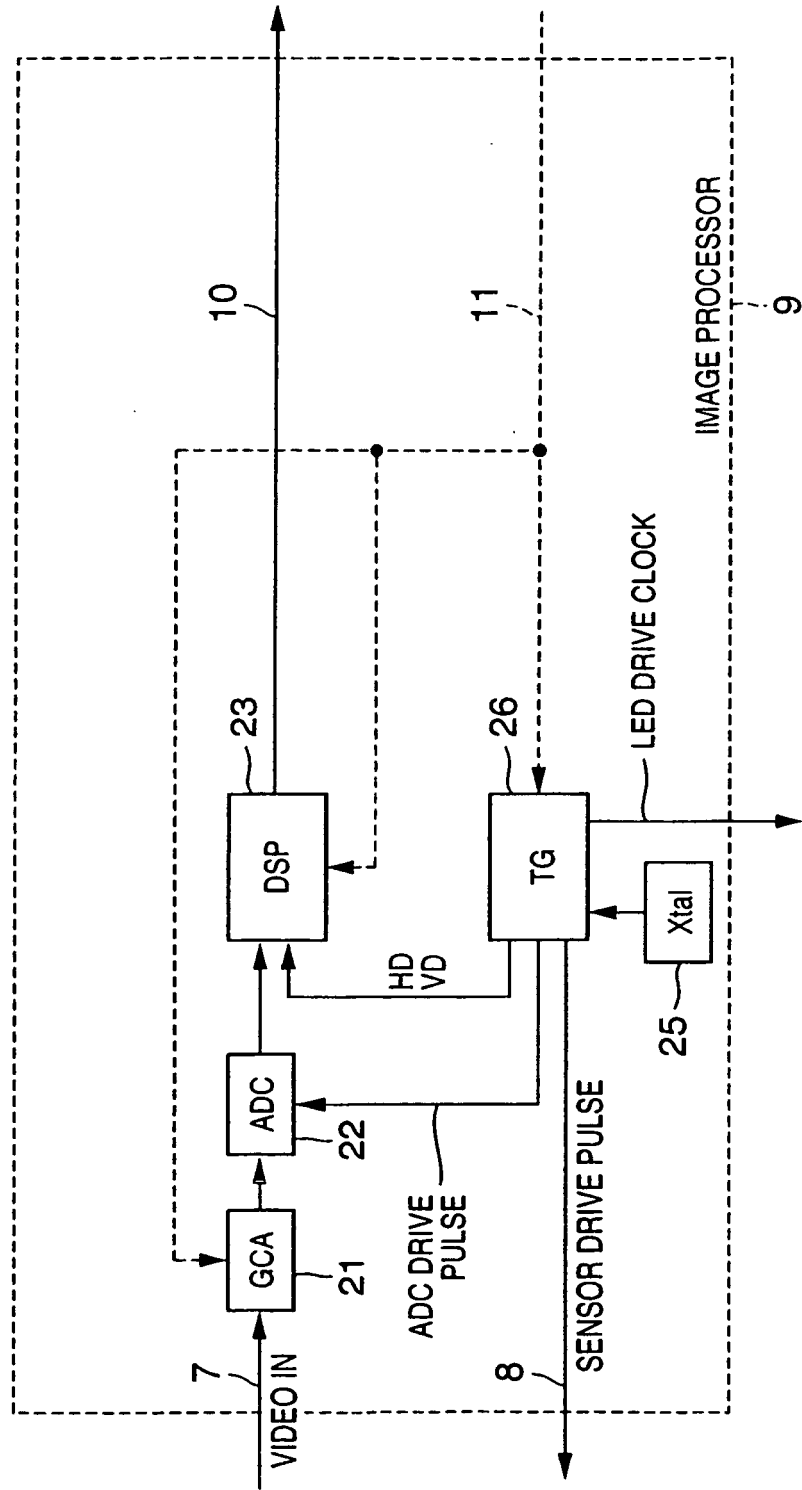 10
11
IMAGE PROCESSOR
9
23
DSP
26
TG
LED DRIVE CLOCK
HD
VD
Xtal
25
ADC
22
GCA
21
ADC DRIVE
PULSE
SENSOR DRIVE PULSE
7
VIDEO IN
8